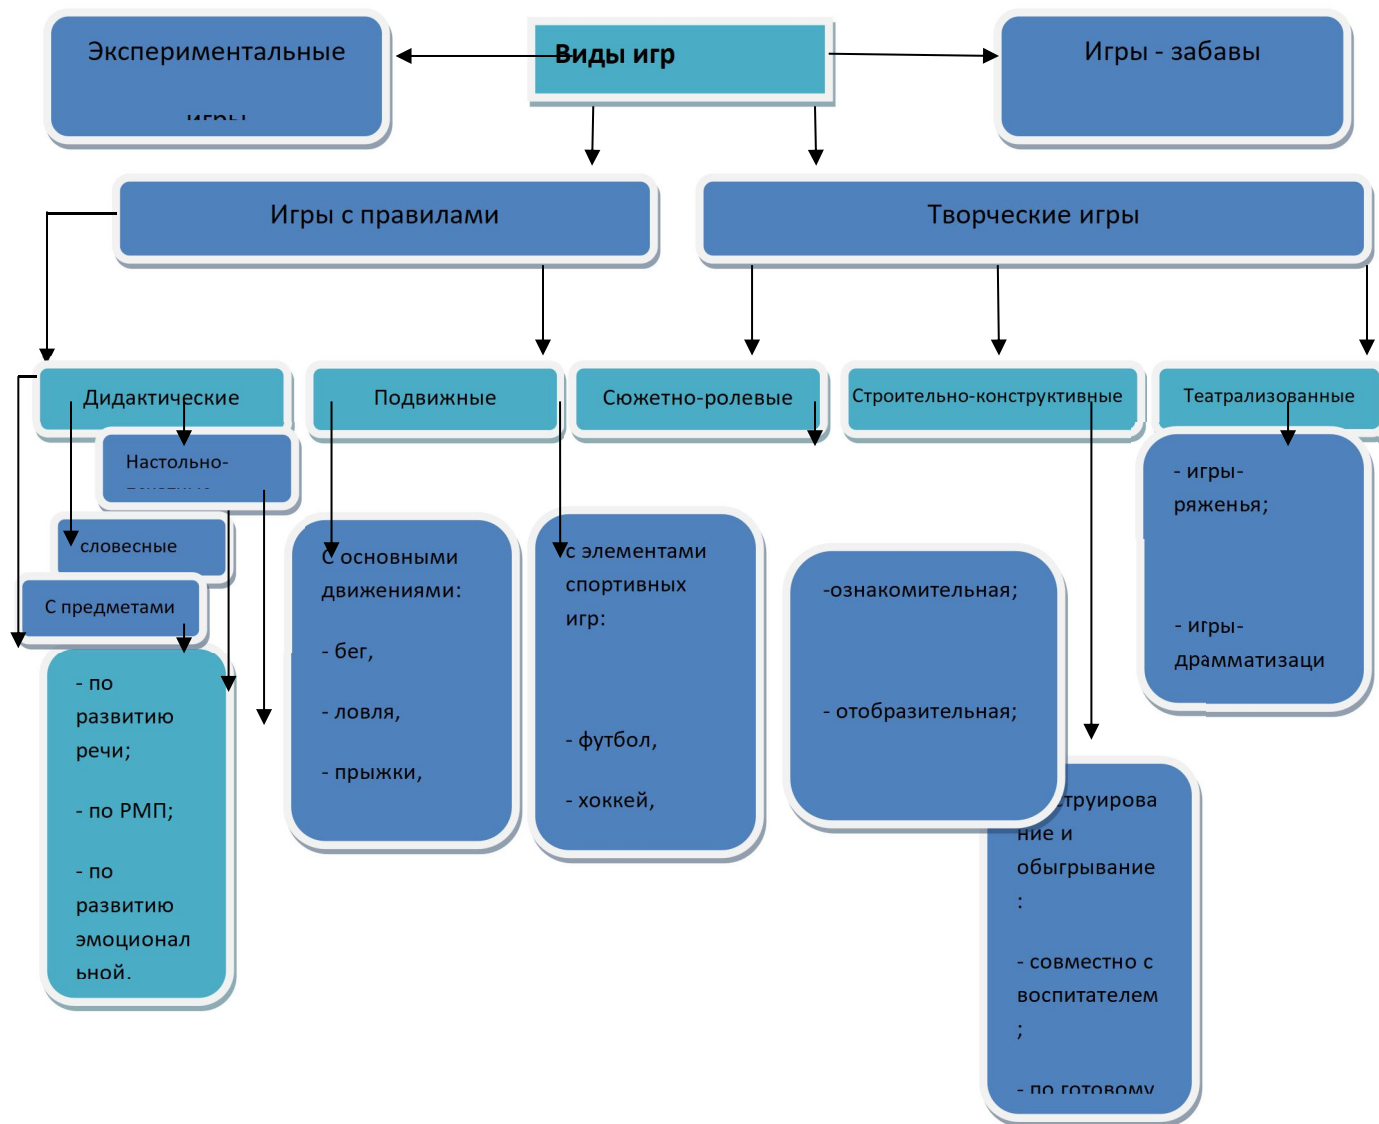 Экспериментальные
Виды игр
Игры - забавы
Игры с правилами
Творческие игры
Дидактические
Подвижные
Сюжетно-ролевые
Строительно-конструктивные
Театрализованные
Настольно-
словесные
С предметами
- по
развитию
речи;
- по РМП;
- по
развитию
эмоционал
ьной,
С основными
движениями:
- бег,
- ловля,
- прыжки,
с элементами
спортивных
игр:
- футбол,
- хоккей,
-ознакомительная;
- отобразительная;
ние и
обыгрывание
:
- совместно с
воспитателем
;
- по готовому
- игры-
ряженья;
- игры-
драмматизаци